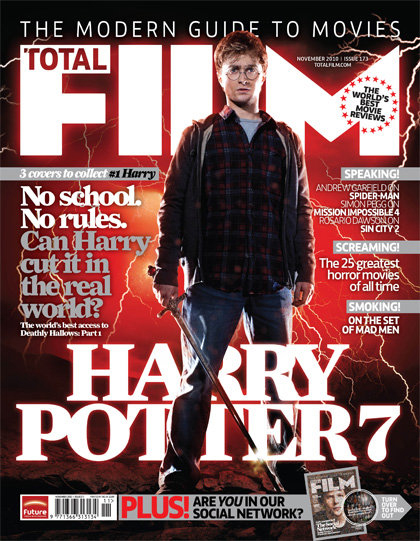 THE MODERN GUIDE TO MOVIES
TOTAL
FILM
NOVEMBER 2010 | ISSUE 173
TOTALFILM.COM
THE
WORLD'S
BEST
MOVIE
REVIEWS
3 covers to collect #1 Harry
No school.
No rules.
Can Harry
cut it in
the real
world?
The world's best access to
Deathly Hallows: Part 1
SPEAKING!
ANDREW GARFIELD ON
SPIDER-MAN
SIMON PEGG ON
MISSION IMPOSSIBLE 4
ROSARIO DAWSON ON
SIN CITY 2
SCREAMING!
The 25 greatest
horror movies
of all time
SMOKING!
ON THE SET
OF MAD MEN
HARRY
POTTER 7
Future
11
9 771366 313134
PLUS! ARE YOU IN OUR
SOCIAL NETWORK?
FILM
TURN
OVER TO
FIND
OUT